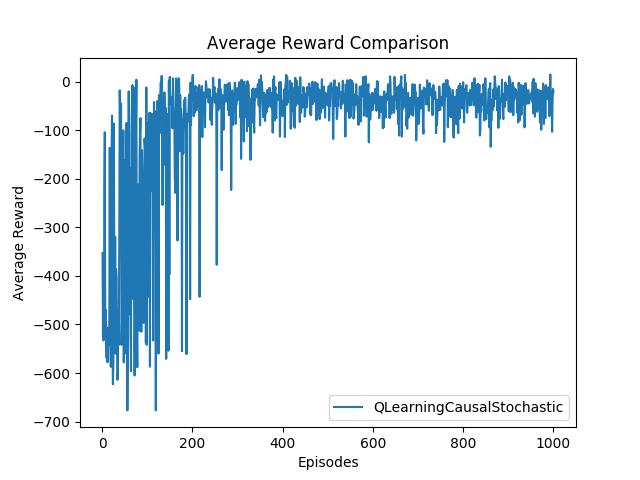 Average Reward Comparison
Average Reward
0
−100
−200
−300
−400
−500
−600
−700
QLearningCausalStochastic
0 200 400 600 800 1000
Episodes